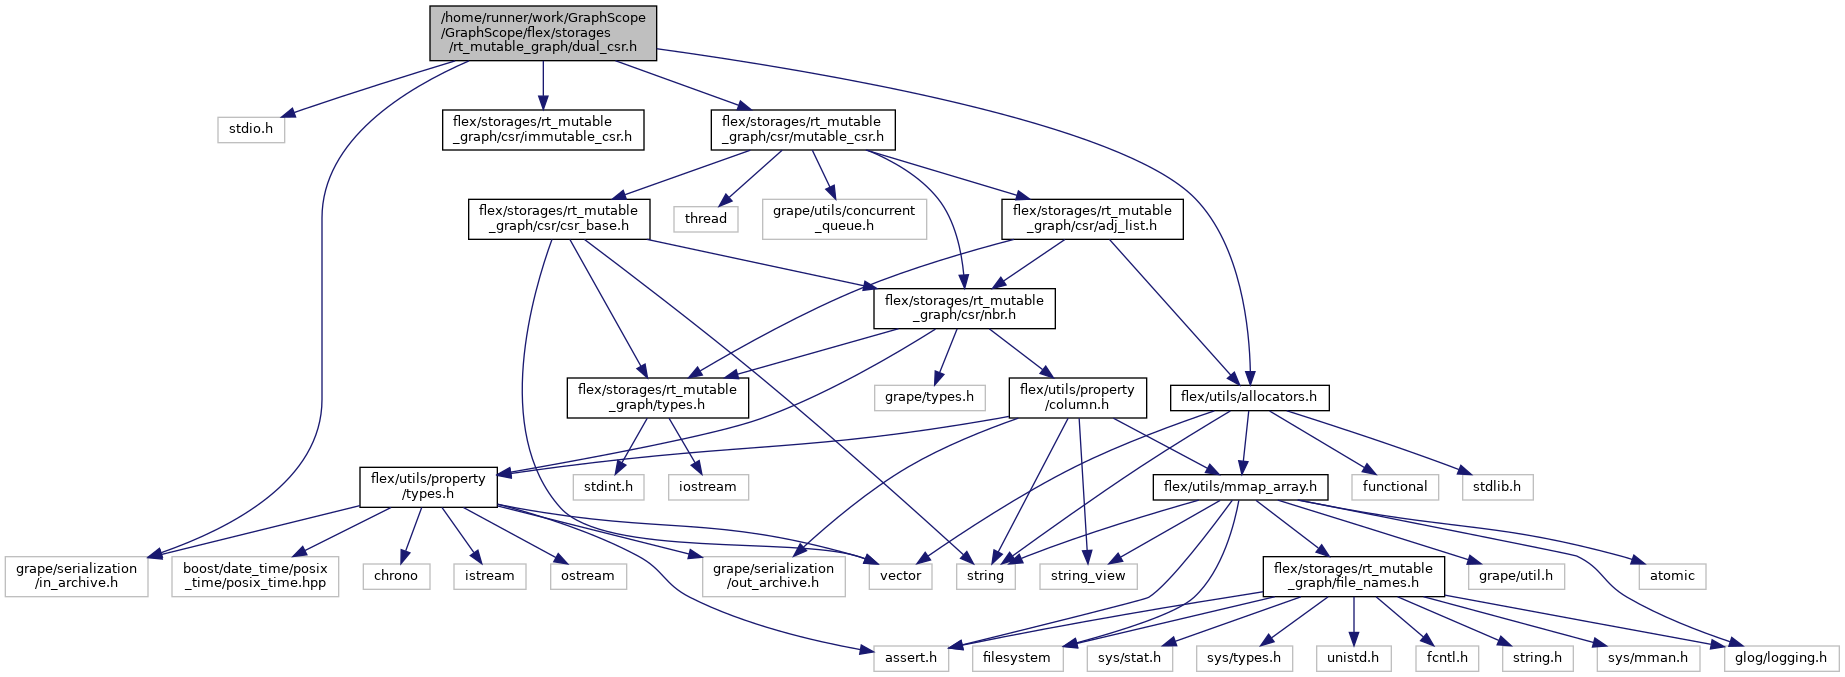 /home/runner/work/GraphScope
/GraphScope/flex/storages
/rt_mutable_graph/dual_csr.h
stdio.h
flex/storages/rt_mutable
_graph/csr/immutable_csr.h
flex/storages/rt_mutable
_graph/csr/mutable_csr.h
flex/storages/rt_mutable
_graph/csr/csr_base.h
thread
grape/utils/concurrent
_queue.h
flex/storages/rt_mutable
_graph/csr/adj_list.h
flex/storages/rt_mutable
_graph/csr/nbr.h
flex/storages/rt_mutable
_graph/types.h
grape/types.h
flex/utils/property
/column.h
flex/utils/allocators.h
flex/utils/property
/types.h
stdint.h
iostream
flex/utils/mmap_array.h
functional
stdlib.h
grape/serialization
/in_archive.h
boost/date_time/posix
_time/posix_time.hpp
chrono
istream
ostream
grape/serialization
/out_archive.h
vector
string
string_view
flex/storages/rt_mutable
_graph/file_names.h
grape/util.h
atomic
assert.h
filesystem
sys/stat.h
sys/types.h
unistd.h
fcntl.h
string.h
sys/mman.h
glog/logging.h